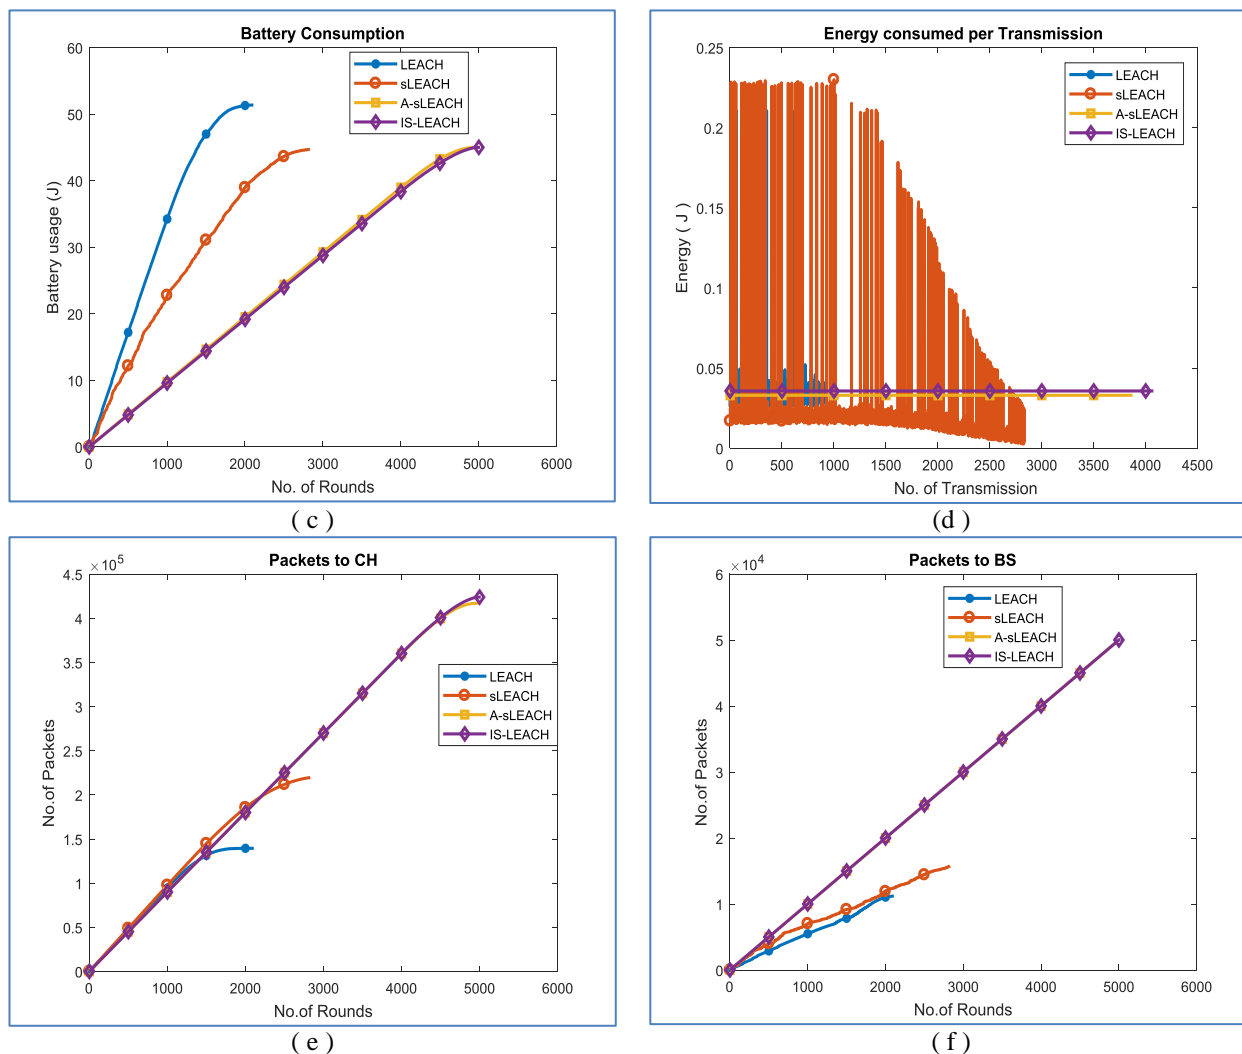 Battery Consumption
60
50
40
30
20
10
0
Battery usage (J)
LEACH
sLEACH
A-sLEACH
IS-LEACH
0 1000 2000 3000 4000 5000 6000
No. of Rounds
( c )
Energy consumed per Transmission
0.25
0.2
0.15
0.1
0.05
0
Energy ( J )
LEACH
sLEACH
A-sLEACH
IS-LEACH
0 500 1000 1500 2000 2500 3000 3500 4000 4500
No. of Transmission
(d )
Packets to CH
× 10^5
4.5
4
3.5
3
2.5
2
1.5
1
0.5
0
No.of Packets
LEACH
sLEACH
A-sLEACH
IS-LEACH
0 1000 2000 3000 4000 5000 6000
No.of Rounds
( e )
Packets to BS
× 10^4
6
5
4
3
2
1
0
No.of Packets
LEACH
sLEACH
A-sLEACH
IS-LEACH
0 1000 2000 3000 4000 5000 6000
No.of Rounds
( f )